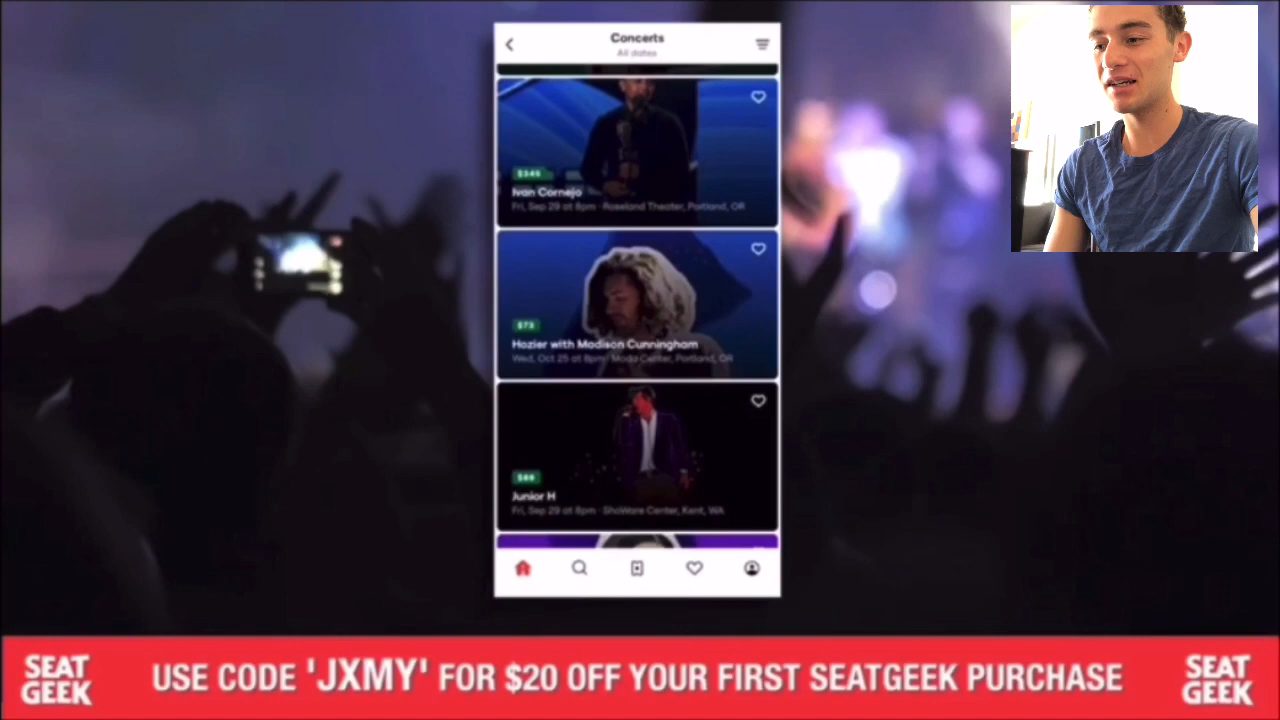 Concerts
All dates
$345
Ivan Cornejo
Fri, Sep 29 at 8pm · Roseland Theater, Portland, OR
$73
Hozier with Madison Cunningham
Wed, Oct 25 at 8pm · Moda Center, Portland, OR
Junior H
Fri, Sep 29 at 8pm · ShoWare Center, Kent, WA
SEAT
GEEK
USE CODE 'JXMY' FOR $20 OFF YOUR FIRST SEATGEEK PURCHASE
SEAT
GEEK